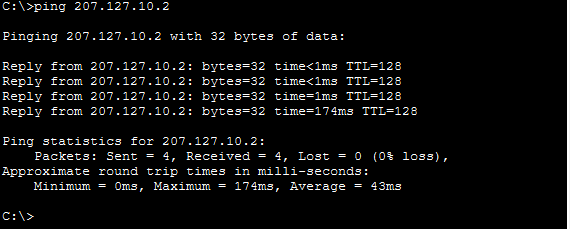 C:\>ping 207.127.10.2
Pinging 207.127.10.2 with 32 bytes of data:
Reply from 207.127.10.2: bytes=32 time<1ms TTL=128
Reply from 207.127.10.2: bytes=32 time<1ms TTL=128
Reply from 207.127.10.2: bytes=32 time=1ms TTL=128
Reply from 207.127.10.2: bytes=32 time=174ms TTL=128
Ping statistics for 207.127.10.2:
    Packets: Sent = 4, Received = 4, Lost = 0 (0% loss),
Approximate round trip times in milli-seconds:
    Minimum = 0ms, Maximum = 174ms, Average = 43ms
C:\>